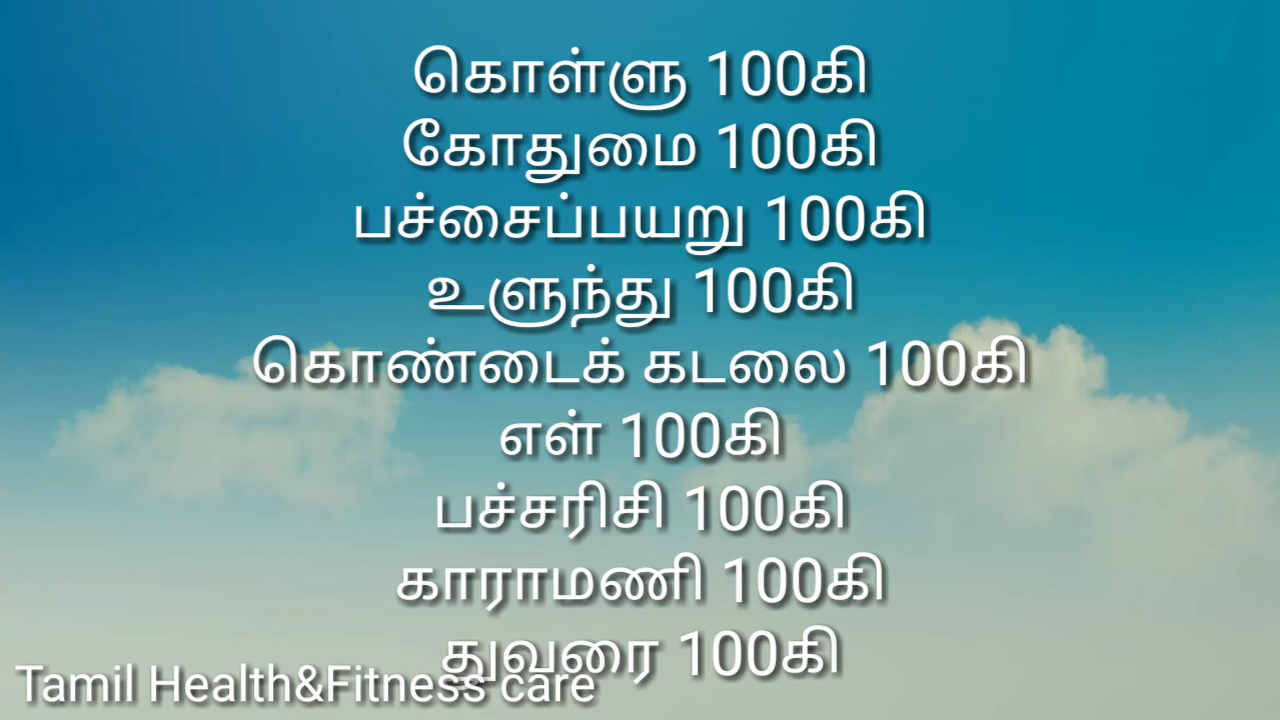 கொள்ளு 100கி
கோதுமை 100கி
பச்சைப்பயறு 100கி
உளுந்து 100கி
கொண்டைக் கடலை 100கி
எள் 100கி
பச்சரிசி 100கி
காராமணி 100கி
துவரை 100கி
Tamil Health&Fitness care